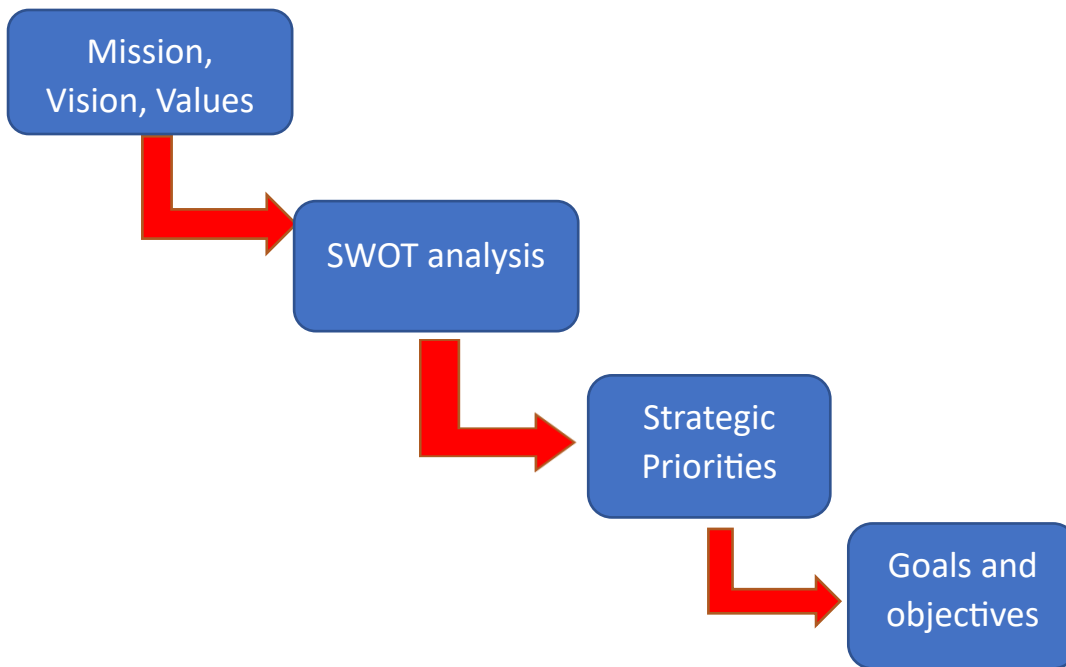 Mission,
Vision, Values
SWOT analysis
Strategic
Priorities
Goals and
objectives